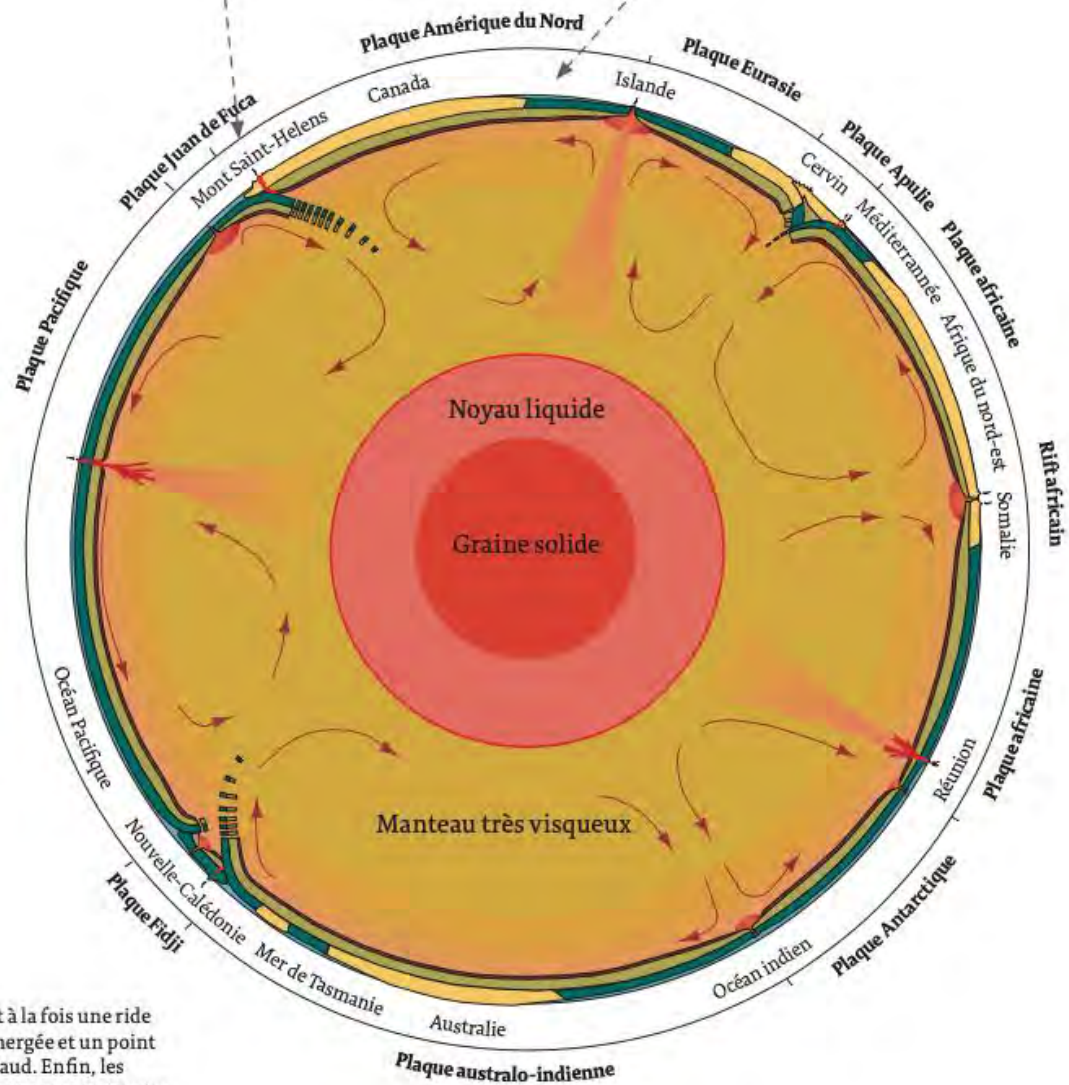 Plaque Amérique du Nord
Plaque Eurasie
Canada
Islande
Plaque Juan de Fuca
Mont Saint-Helens
Cervin
Plaque Apulie
Méditerrannée
Plaque africaine
Plaque Pacifique
Afrique du nord-est
Noyau liquide
Rift africain
Somalie
Graine solide
Océan Pacifique
Plaque africaine
Réunion
Manteau très visqueux
Nouvelle-Calédonie
Plaque Fidji
Plaque Antarctique
Mer de Tasmanie
Océan indien
Australie
Plaque australo-indienne
t à la fois une ride
nergée et un point
aud. Enfin, les